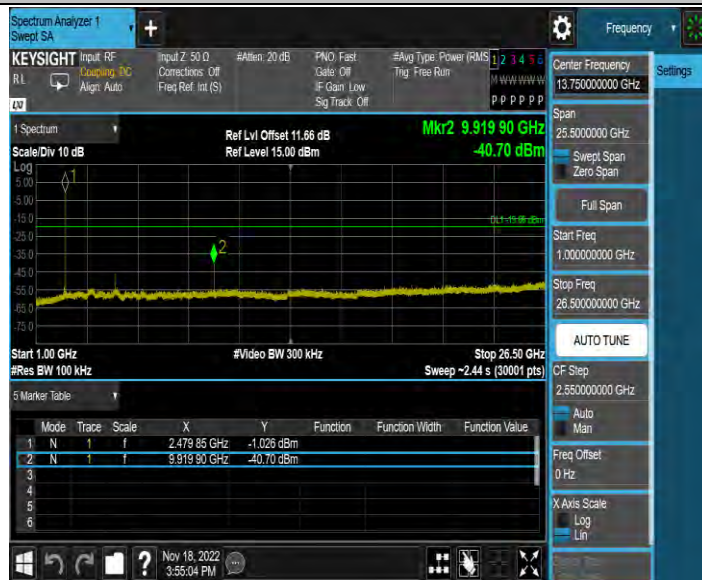 Spectrum Analyzer 1
Swept SA
+
Frequency
KEYSIGHT
Input: RF
Coupling: DC
Align: Auto
Input Z: 50 Ω
Corrections: Off
Freq Ref: Int (S)
#Atten: 20 dB
PNO: Fast
Gate: Off
IF Gain: Low
Sig Track: Off
#Avg Type: Power (RMS
Trig: Free Run
1 2 3 4 5 6
M W W W W W
P P P P P P
R L
LXI
1 Spectrum
Scale/Div 10 dB
Ref Lvl Offset 11.66 dB
Ref Level 15.00 dBm
Mkr2 9.919 90 GHz
-40.70 dBm
Log
5.00
-5.00
-15.0
-25.0
-35.0
-45.0
-55.0
-65.0
-75.0
1
2
Start 1.00 GHz
#Video BW 300 kHz
Stop 26.50 GHz
#Res BW 100 kHz
Sweep ~2.44 s (30001 pts)
5 Marker Table
Mode Trace Scale X Y Function Function Width Function Value
1 N 1 f 2.479 85 GHz -1.026 dBm
2 N 1 f 9.919 90 GHz -40.70 dBm
3
4
5
6
?
Nov 18, 2022
3:55:04 PM
Center Frequency
13.750000000 GHz
Settings
Span
25.5000000 GHz
Swept Span
Zero Span
Full Span
Start Freq
1.000000000 GHz
Stop Freq
26.500000000 GHz
AUTO TUNE
CF Step
2.550000000 GHz
Auto
Man
Freq Offset
0 Hz
X Axis Scale
Log
Lin